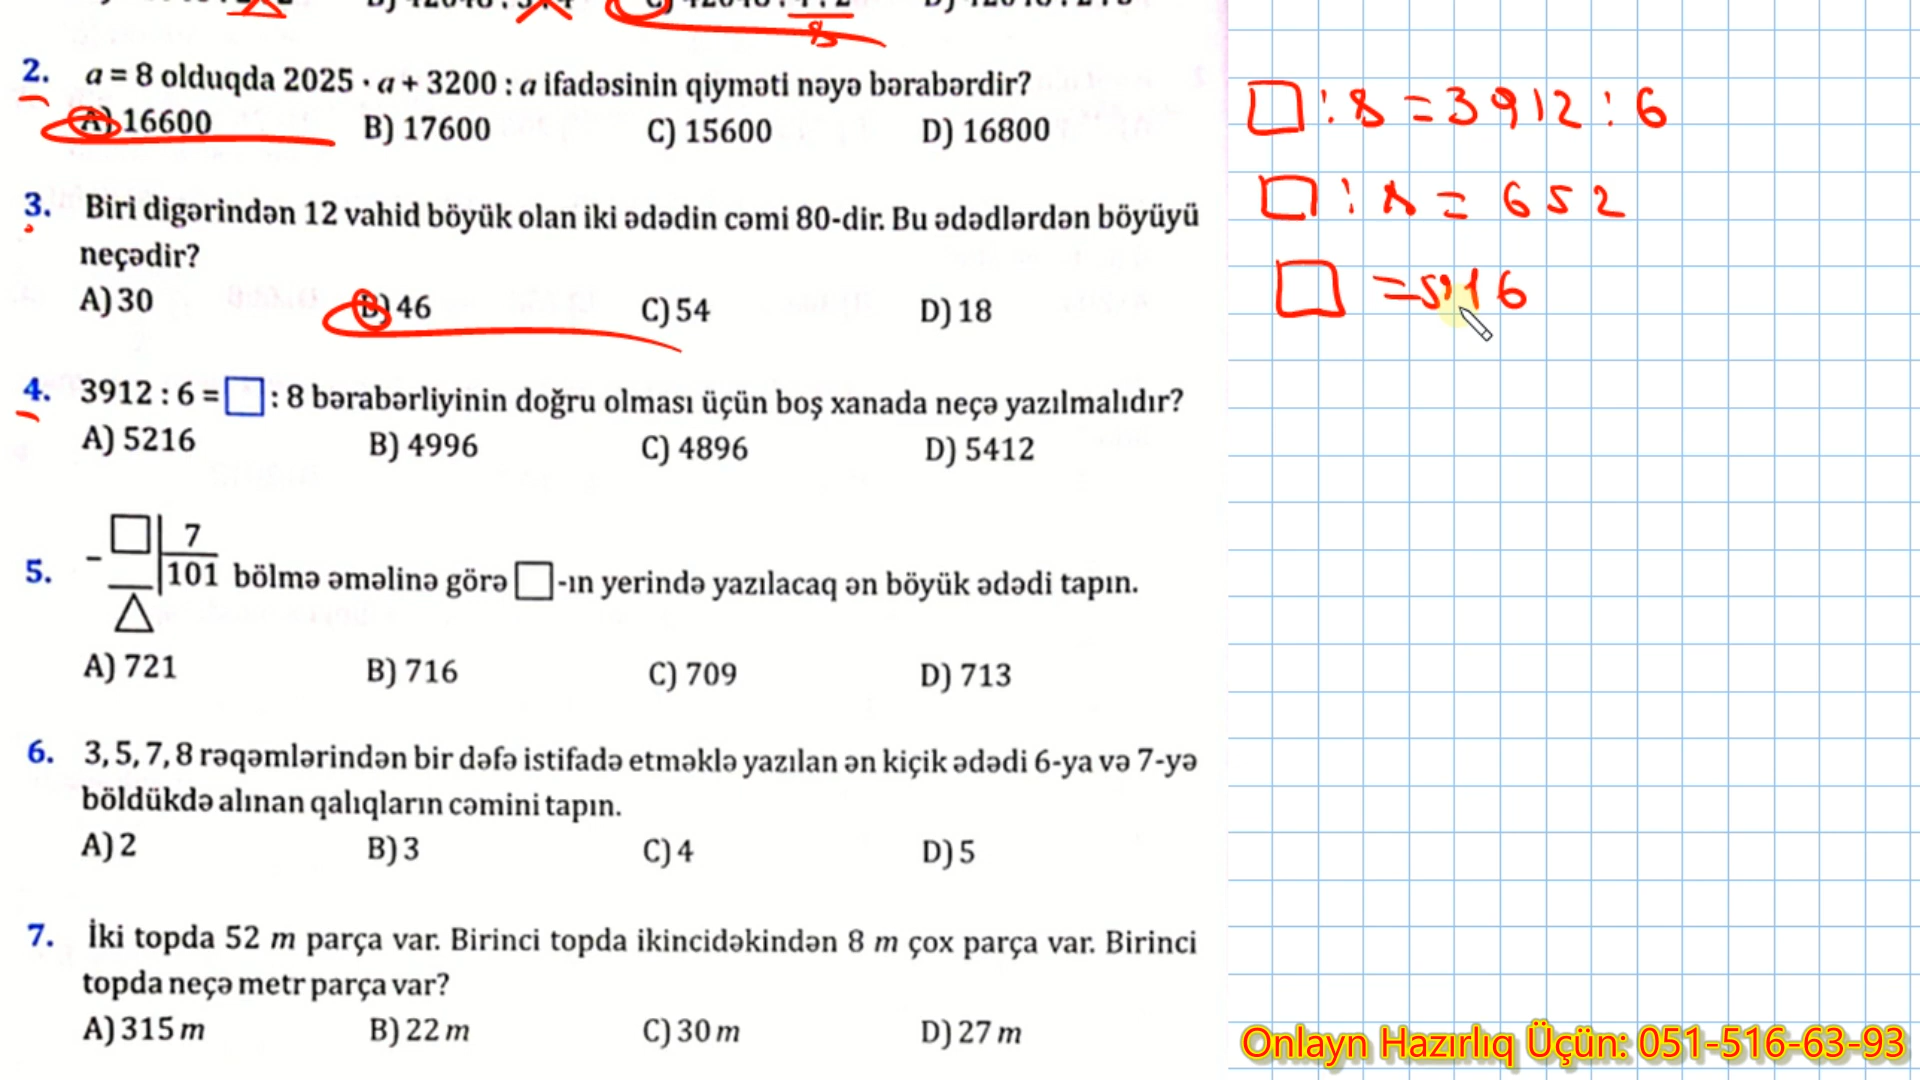 2. a = 8 olduqda 2025 · a + 3200 : a ifadəsinin qiyməti nəyə bərabərdir?
A) 16600 B) 17600 C) 15600 D) 16800
3. Biri digərindən 12 vahid böyük olan iki ədədin cəmi 80-dir. Bu ədədlərdən böyüyü
neçədir?
A) 30 B) 46 C) 54 D) 18
4. 3912 : 6 = □ : 8 bərabərliyinin doğru olması üçün boş xanada neçə yazılmalıdır?
A) 5216 B) 4996 C) 4896 D) 5412
□ 7
5. – 101 bölmə əməlinə görə □-ın yerində yazılacaq ən böyük ədədi tapın.
△
A) 721 B) 716 C) 709 D) 713
6. 3, 5, 7, 8 rəqəmlərindən bir dəfə istifadə etməklə yazılan ən kiçik ədədi 6-ya və 7-yə
böldükdə alınan qalıqların cəmini tapın.
A) 2 B) 3 C) 4 D) 5
7. İki topda 52 m parça var. Birinci topda ikincidəkindən 8 m çox parça var. Birinci
topda neçə metr parça var?
A) 315 m B) 22 m C) 30 m D) 27 m
□ : 8 = 3912 : 6
□ : 8 = 652
Onlayn Hazırlıq Üçün: 051-516-63-93